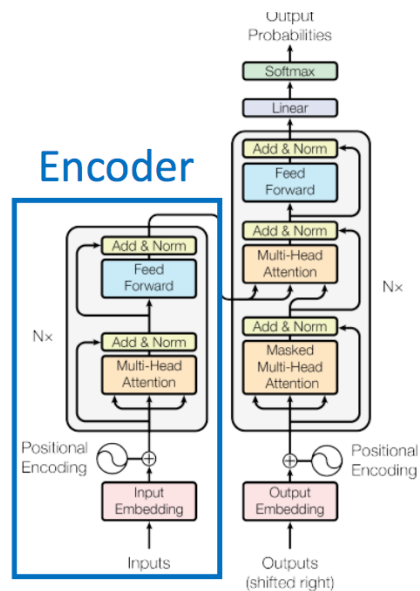 Output
Probabilities
Softmax
Linear
Add & Norm
Feed
Forward
Add & Norm
Multi-Head
Attention
Nx
Add & Norm
Masked
Multi-Head
Attention
Positional
Encoding
Output
Embedding
Outputs
(shifted right)
Encoder
Add & Norm
Feed
Forward
Nx
Add & Norm
Multi-Head
Attention
Positional
Encoding
Input
Embedding
Inputs